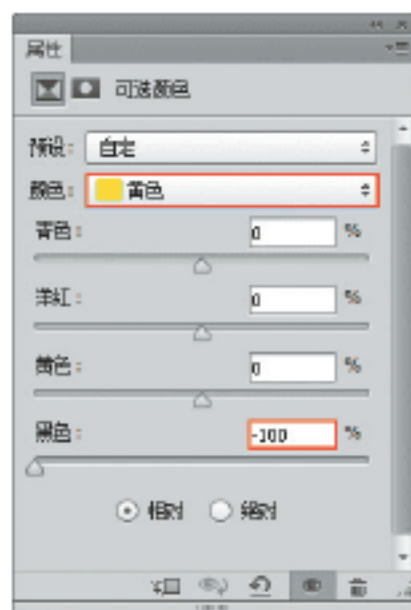 属性
可选颜色
预设： 自定
颜色： 黄色
青色： 0 %
洋红： 0 %
黄色： 0 %
黑色： -100 %
相对 绝对